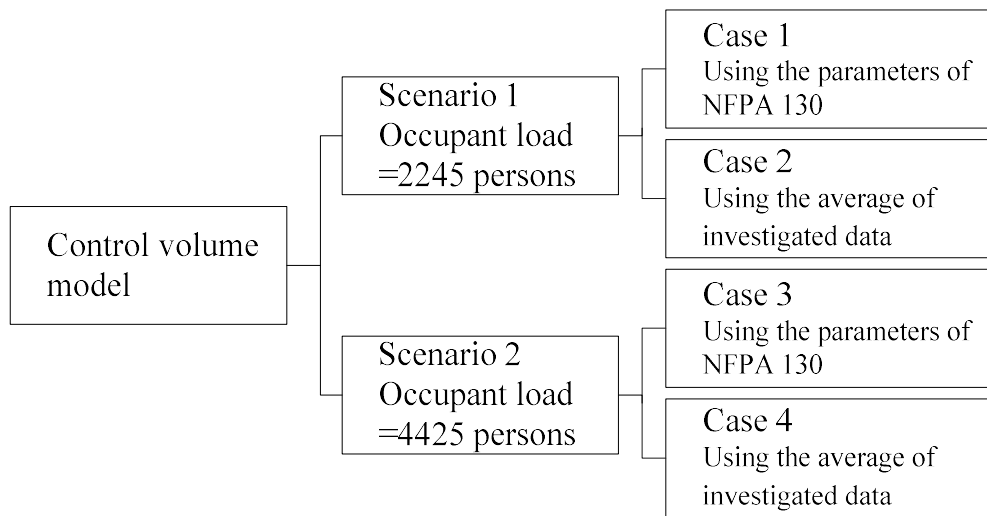 Control volume
model
Scenario 1
Occupant load
=2245 persons
Case 1
Using the parameters of
NFPA 130
Case 2
Using the average of
investigated data
Scenario 2
Occupant load
=4425 persons
Case 3
Using the parameters of
NFPA 130
Case 4
Using the average of
investigated data